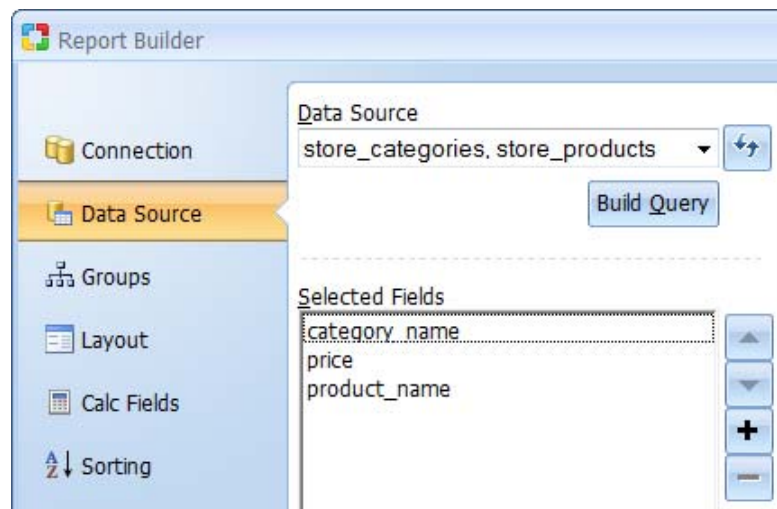 Report Builder
Connection
Data Source
Groups
Layout
Calc Fields
Sorting
Data Source
store_categories, store_products
Build Query
Selected Fields
category_name
price
product_name